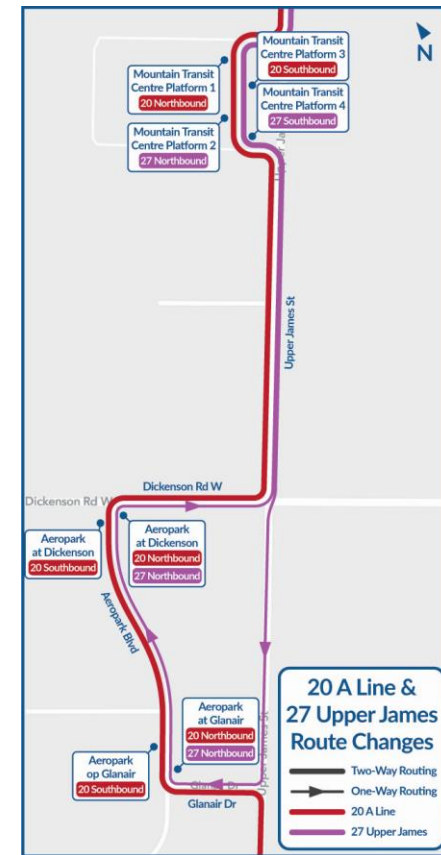 N
Mountain Transit
Centre Platform 3
20 Southbound
Mountain Transit
Centre Platform 1
20 Northbound
Mountain Transit
Centre Platform 4
27 Southbound
Mountain Transit
Centre Platform 2
27 Northbound
Upper Ja
Upper James St
Dickenson Rd W
Dickenson Rd W
Aeropark
at Dickenson
20 Southbound
Aeropark
at Dickenson
20 Northbound
27 Northbound
Aeropark Blvd
Aeropark
at Glanair
20 Northbound
27 Northbound
Upper James St
Aeropark
op Glanair
20 Southbound
Glanair Dr
Glanair Dr
20 A Line &
27 Upper James
Route Changes
Two-Way Routing
One-Way Routing
20 A Line
27 Upper James